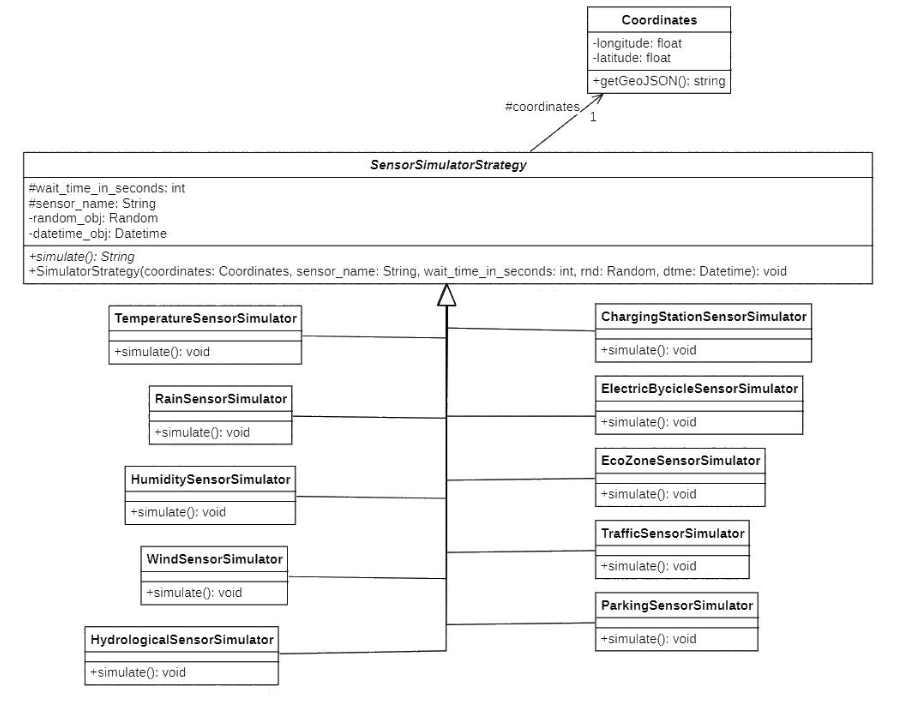 Coordinates
-longitude: float
-latitude: float
+getGeoJSON(): string
#coordinates
1
SensorSimulatorStrategy
#wait_time_in_seconds: int
#sensor_name: String
-random_obj: Random
-datetime_obj: Datetime
+simulate(): String
+SimulatorStrategy(coordinates: Coordinates, sensor_name: String, wait_time_in_seconds: int, rnd: Random, dtme: Datetime): void
TemperatureSensorSimulator
+simulate(): void
RainSensorSimulator
+simulate(): void
HumiditySensorSimulator
+simulate(): void
WindSensorSimulator
+simulate(): void
HydrologicalSensorSimulator
+simulate(): void
ChargingStationSensorSimulator
+simulate(): void
ElectricBycicleSensorSimulator
+simulate(): void
EcoZoneSensorSimulator
+simulate(): void
TrafficSensorSimulator
+simulate(): void
ParkingSensorSimulator
+simulate(): void